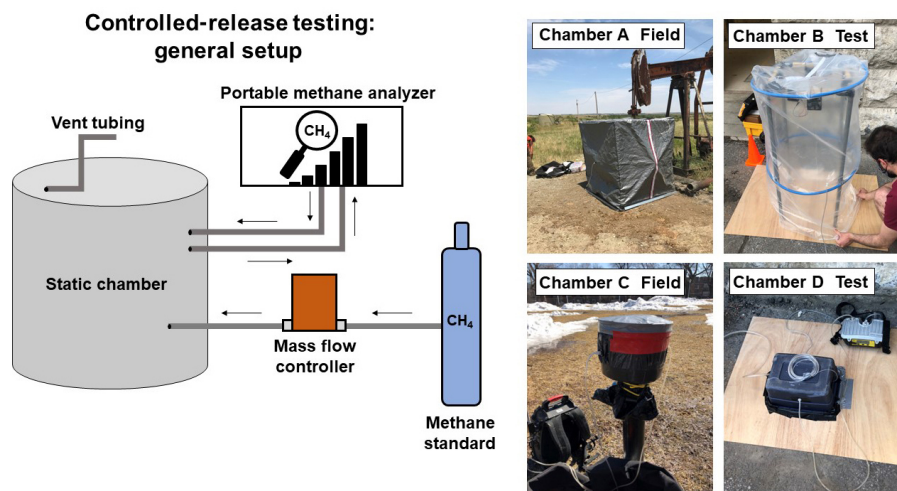 Controlled-release testing:
general setup
Portable methane analyzer
CH₄
Vent tubing
Static chamber
CH₄
Mass flow
controller
Methane
standard
Chamber A Field
Chamber B Test
Chamber C Field
Chamber D Test